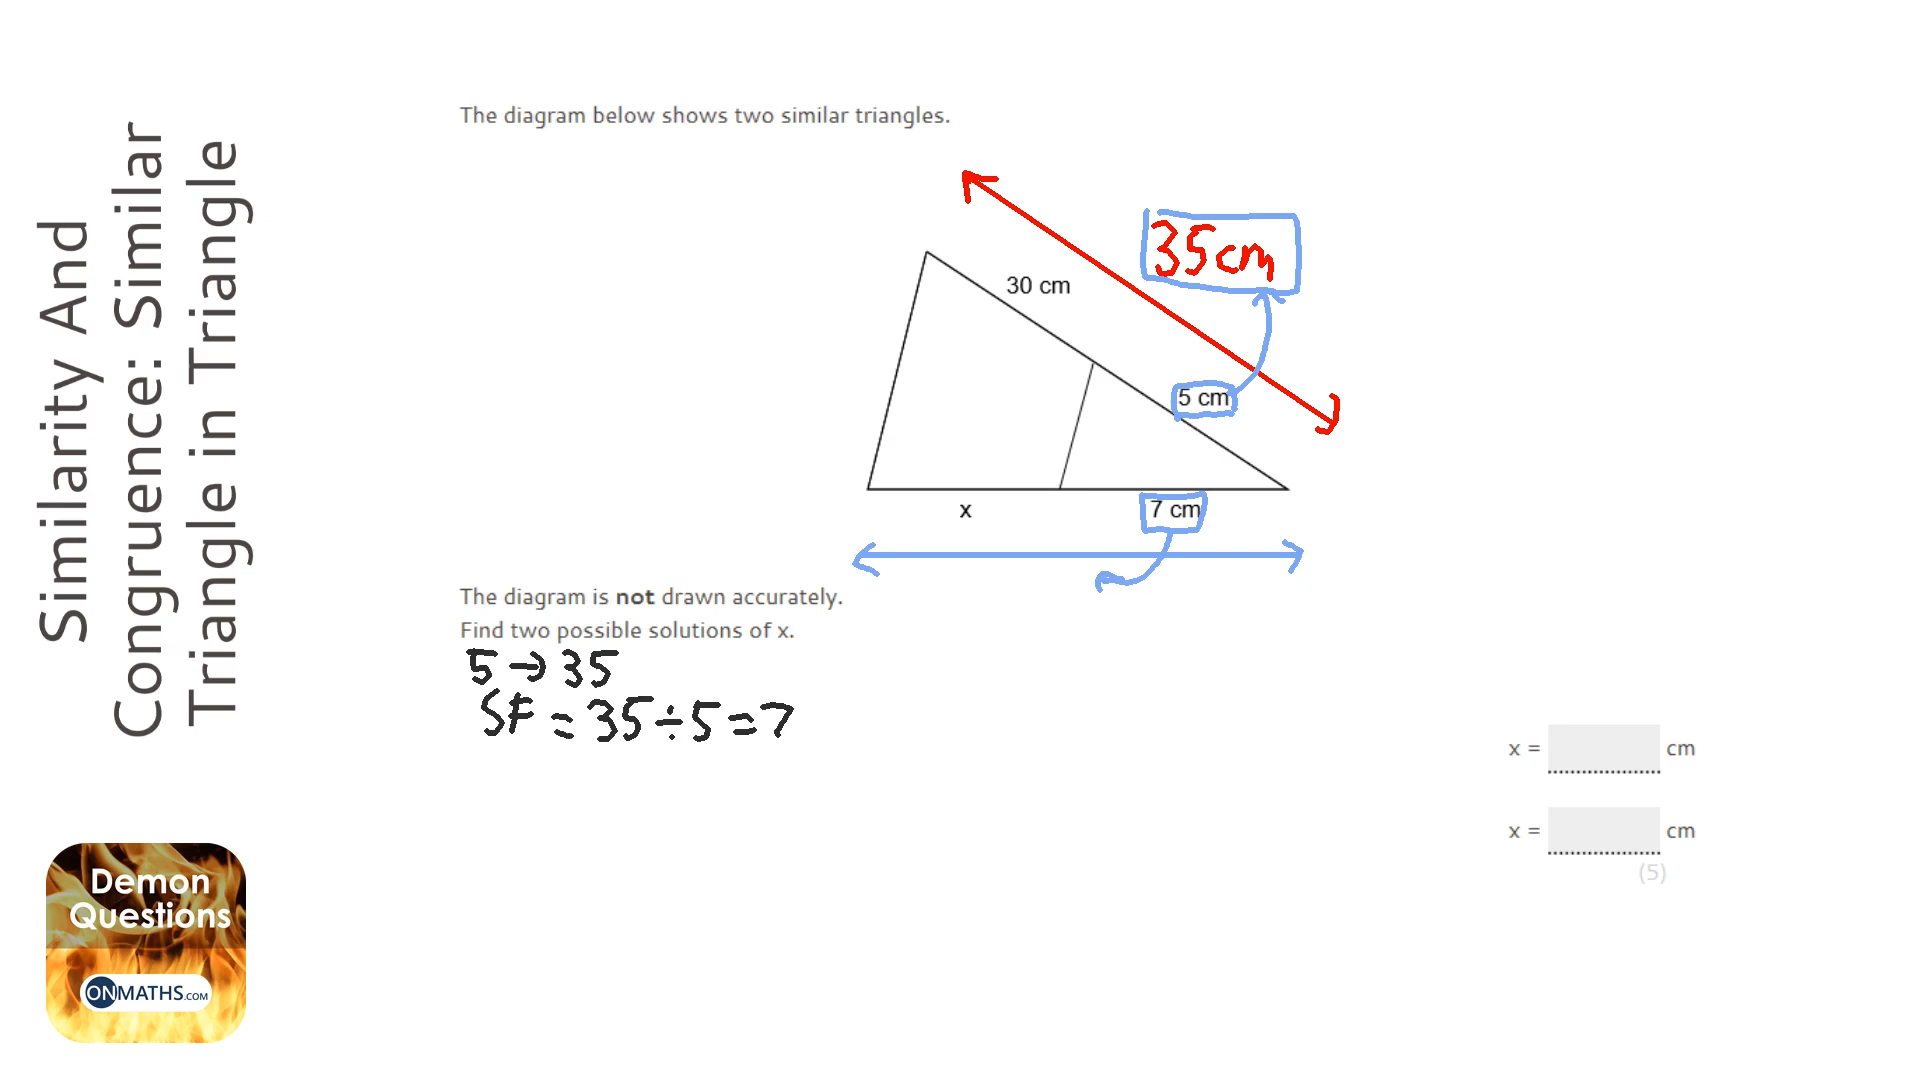 Similarity And
Congruence: Similar
Triangle in Triangle
The diagram below shows two similar triangles.
35cm
30 cm
5 cm
x
7 cm
The diagram is not drawn accurately.
Find two possible solutions of x.
5 → 35
SF = 35 ÷ 5 = 7
x = cm
x = cm
(5)
Demon
Questions
ONMATHS.COM